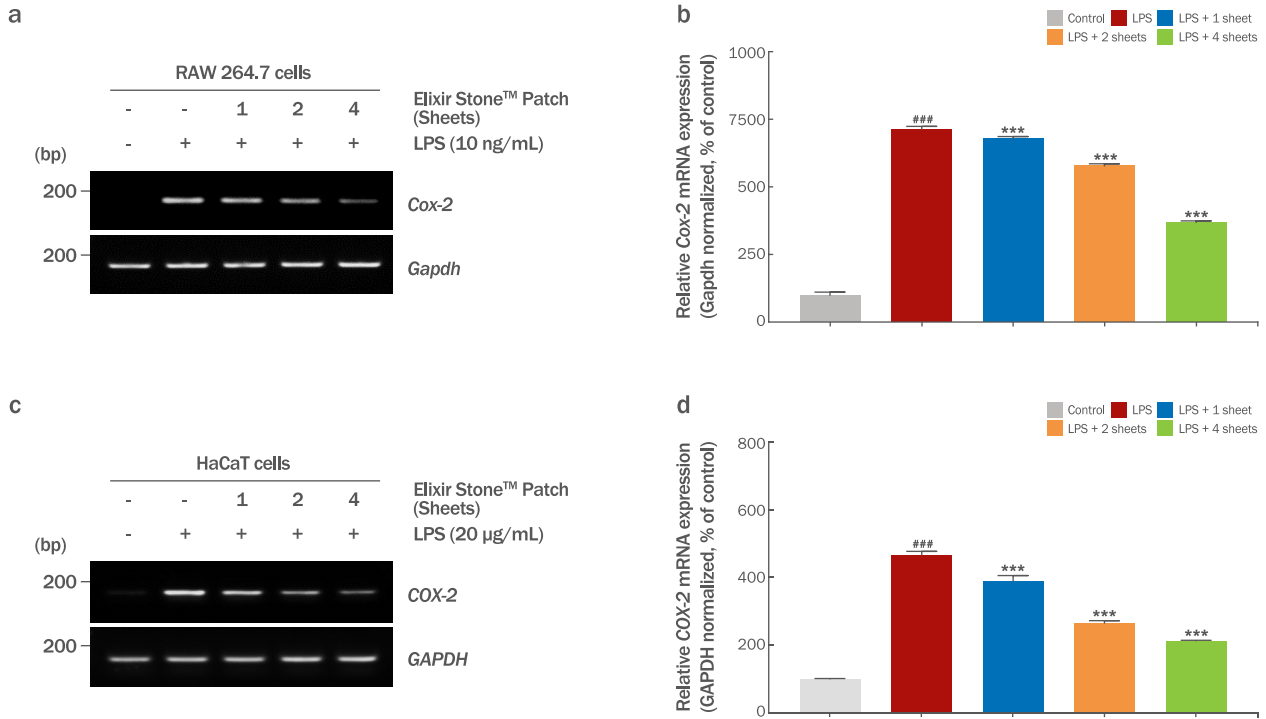 a
RAW 264.7 cells
- - 1 2 4 Elixir Stone™ Patch
(Sheets)
- + + + + LPS (10 ng/mL)
(bp)
200
Cox-2
200
Gapdh
b
Control LPS LPS + 1 sheet
LPS + 2 sheets LPS + 4 sheets
Relative Cox-2 mRNA expression
(Gapdh normalized, % of control)
1000
7500
500
250
0
###
***
***
***
c
HaCaT cells
- - 1 2 4 Elixir Stone™ Patch
(Sheets)
- + + + + LPS (20 µg/mL)
(bp)
200
COX-2
200
GAPDH
d
Control LPS LPS + 1 sheet
LPS + 2 sheets LPS + 4 sheets
Relative COX-2 mRNA expression
(GAPDH normalized, % of control)
800
600
400
200
0
###
***
***
***